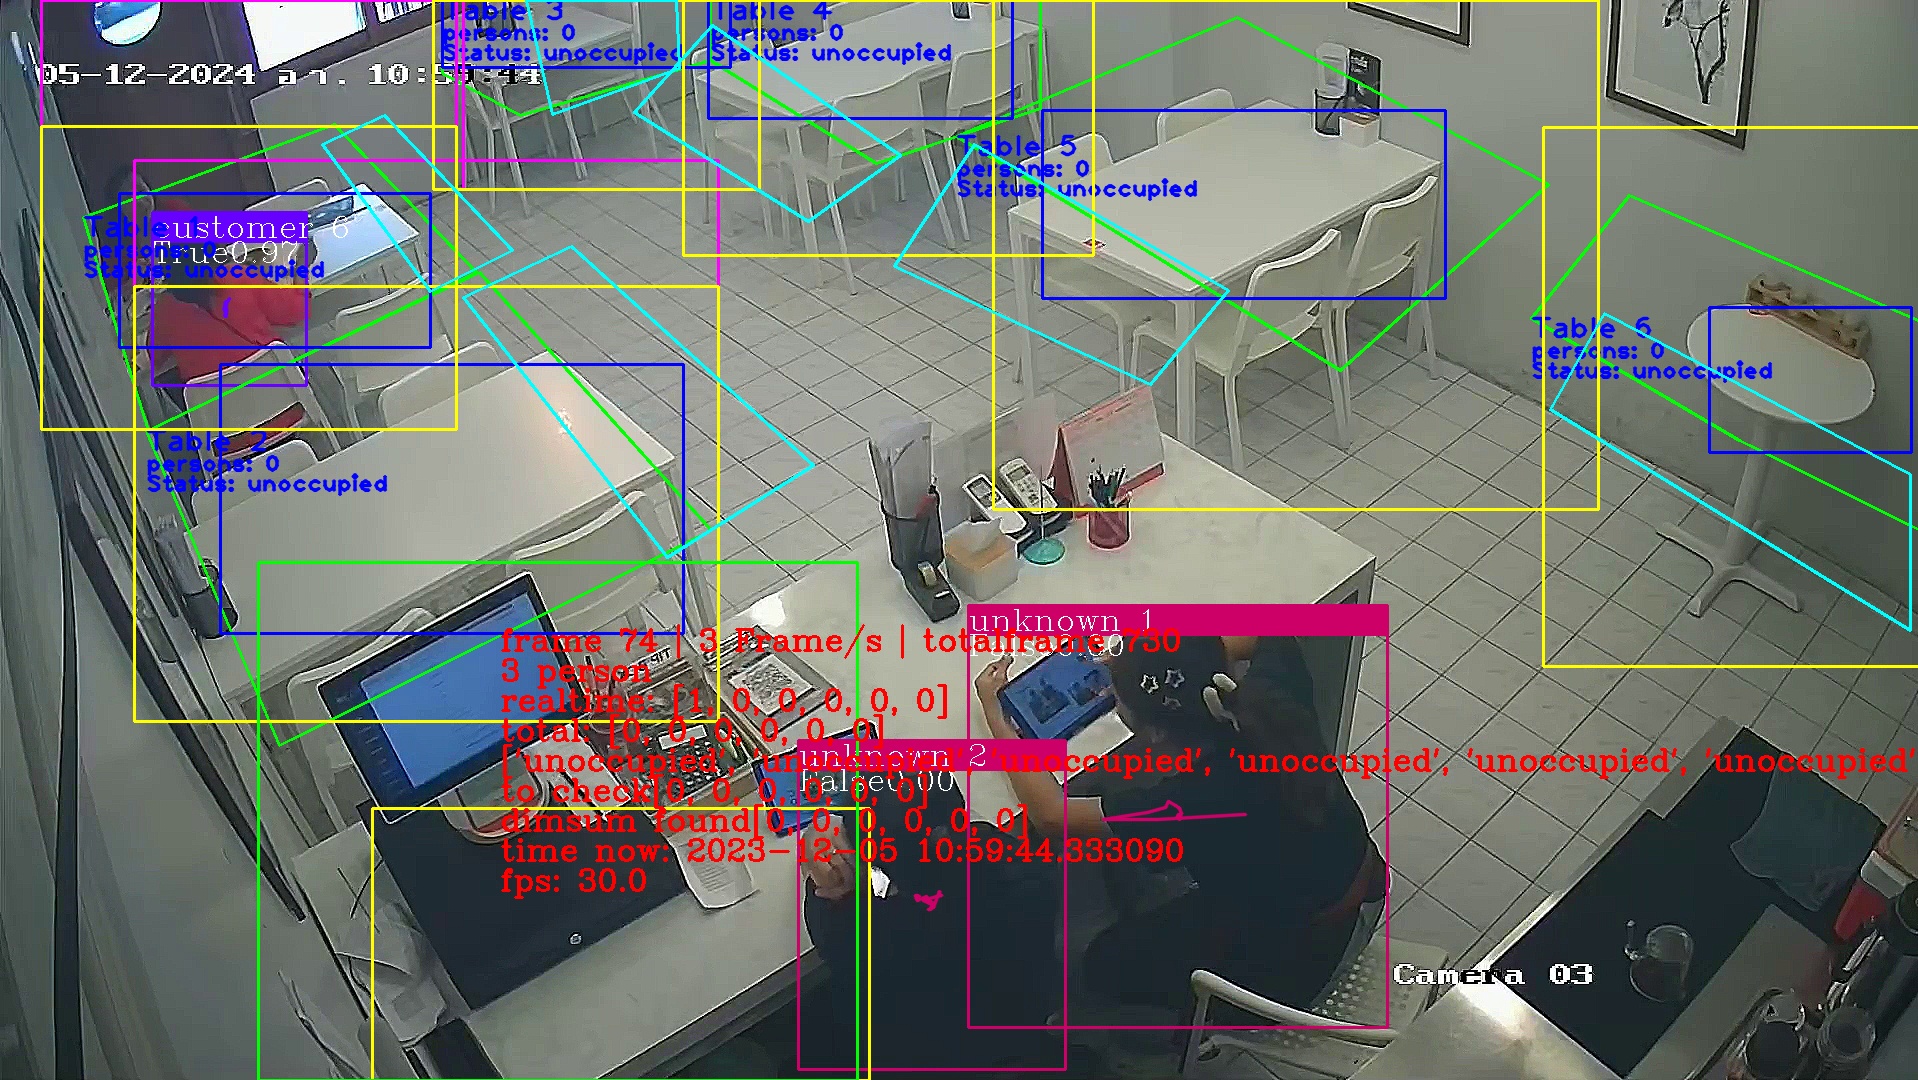 Table 3
persons: 0
Status: unoccupied
Table 4
persons: 0
Status: unoccupied
05-12-2024 อา. 10:59:44
Table 5
persons: 0
Status: unoccupied
customer 6
True0.97
Table 1
persons: 0
Status: unoccupied
Table 6
persons: 0
Status: unoccupied
Table 2
persons: 0
Status: unoccupied
unknown 1
False0.00
frame 74 | 3 Frame/s | totalframe 730
3 person
realtime: [1, 0, 0, 0, 0, 0]
total: [0, 0, 0, 0, 0, 0]
unknown 2
False0.00
['unoccupied', 'unoccupied', 'unoccupied', 'unoccupied', 'unoccupied', 'unoccupied'
to check[0, 0, 0, 0, 0, 0]
dimsum found[0, 0, 0, 0, 0, 0]
time now: 2023-12-05 10:59:44.333090
fps: 30.0
Camera 03